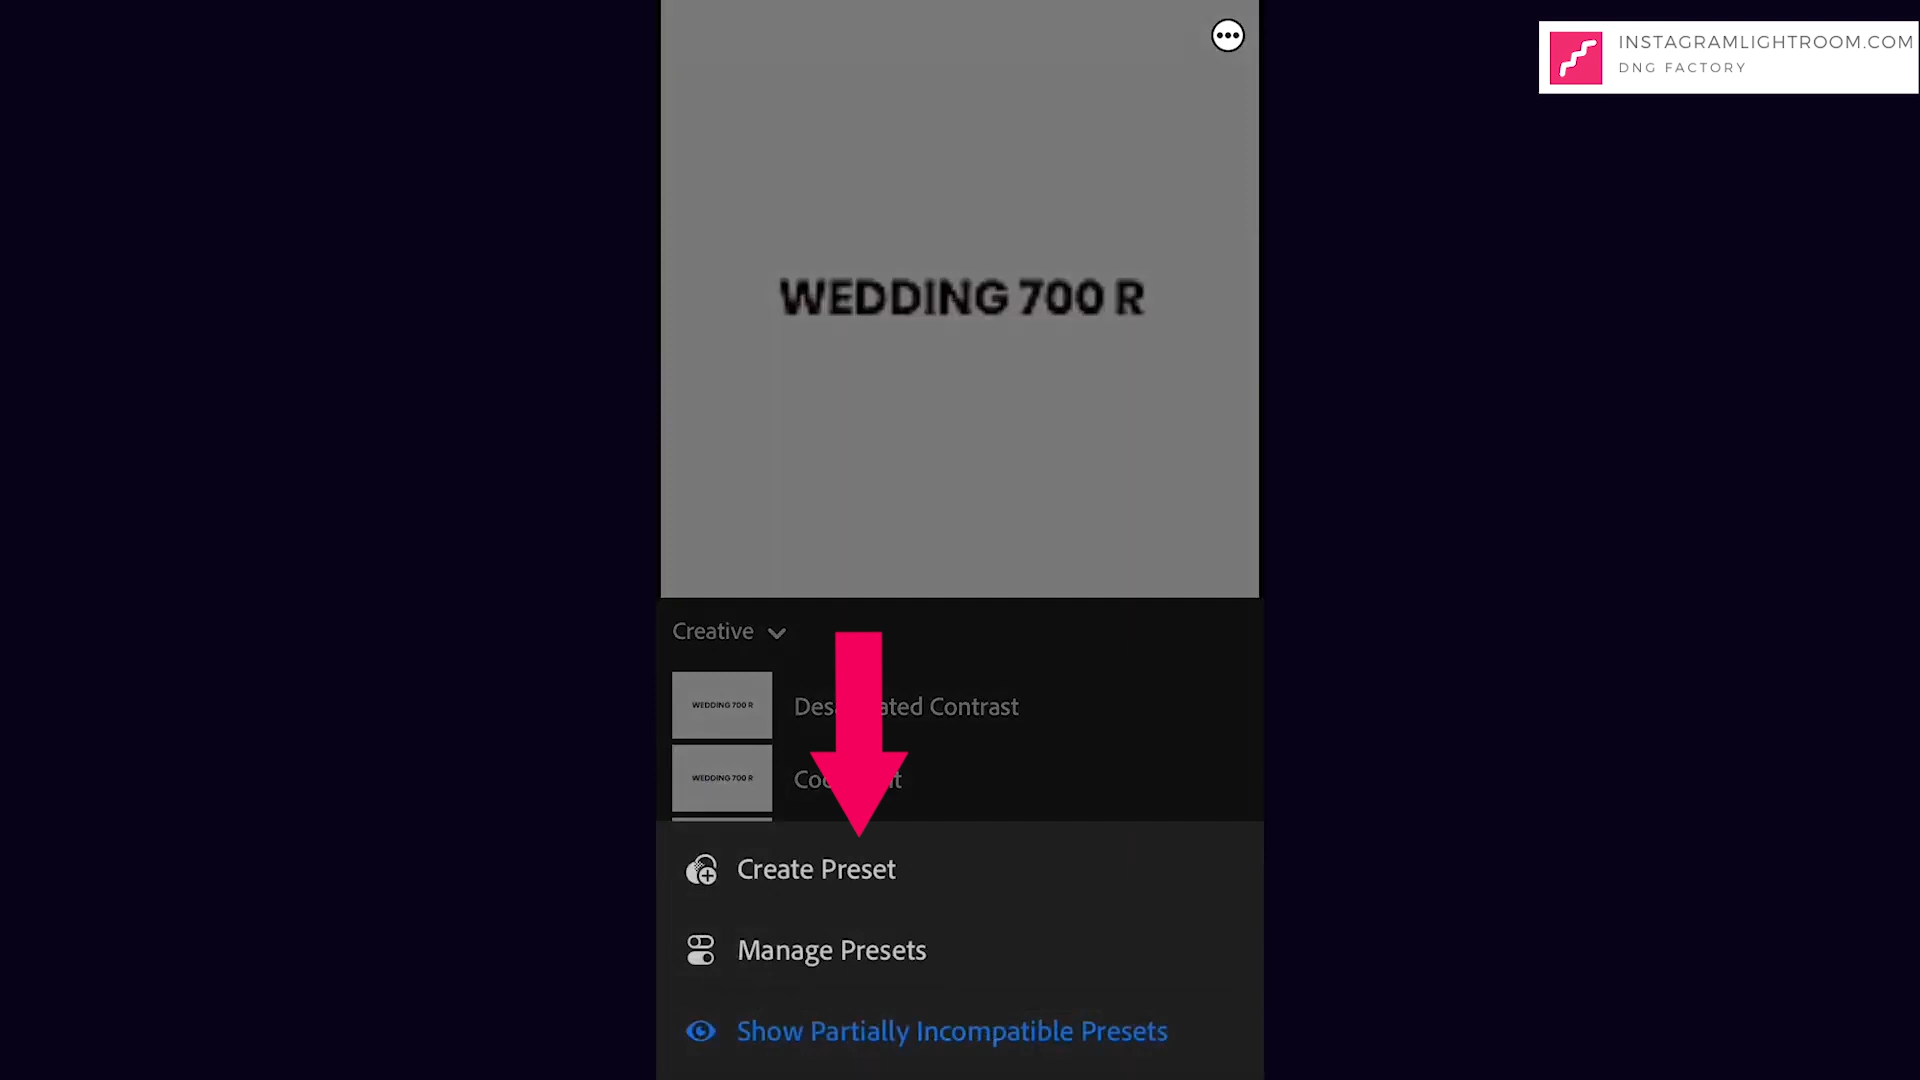 INSTAGRAMLIGHTROOM.COM
DNG FACTORY
WEDDING 700 R
Creative
WEDDING 700 R
Contrast
WEDDING 700 R
Create Preset
Manage Presets
Show Partially Incompatible Presets